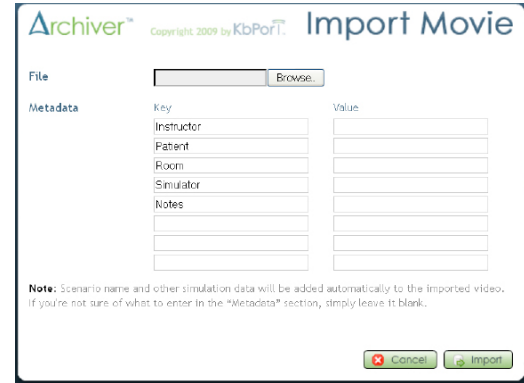 Archiver™ Copyright 2009 by KbPorT. Import Movie
File Browse..
Metadata Key Value
Instructor
Patient
Room
Simulator
Notes
Note: Scenario name and other simulation data will be added automatically to the imported video.
If you're not sure of what to enter in the "Metadata" section, simply leave it blank.
Cancel Import